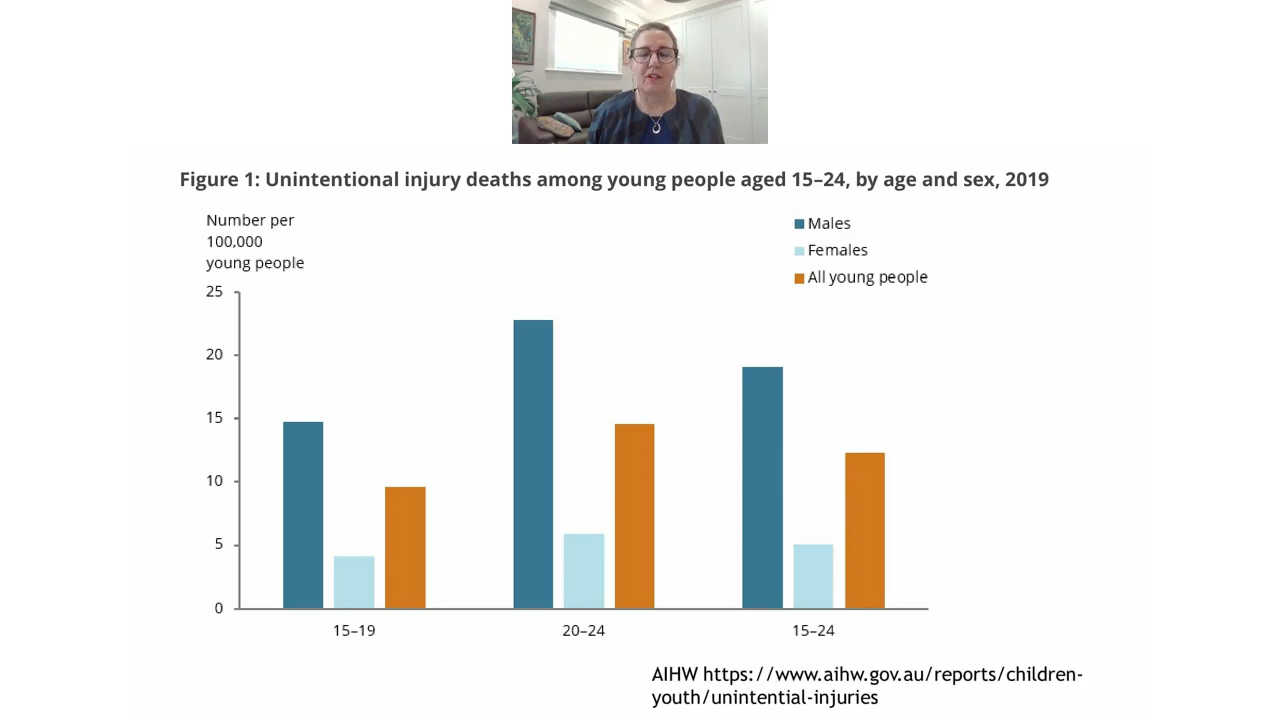 Figure 1: Unintentional injury deaths among young people aged 15–24, by age and sex, 2019
Number per
100,000
young people
Males
Females
All young people
25
20
15
10
5
0
15–19
20–24
15–24
AIHW https://www.aihw.gov.au/reports/children-
youth/unintential-injuries